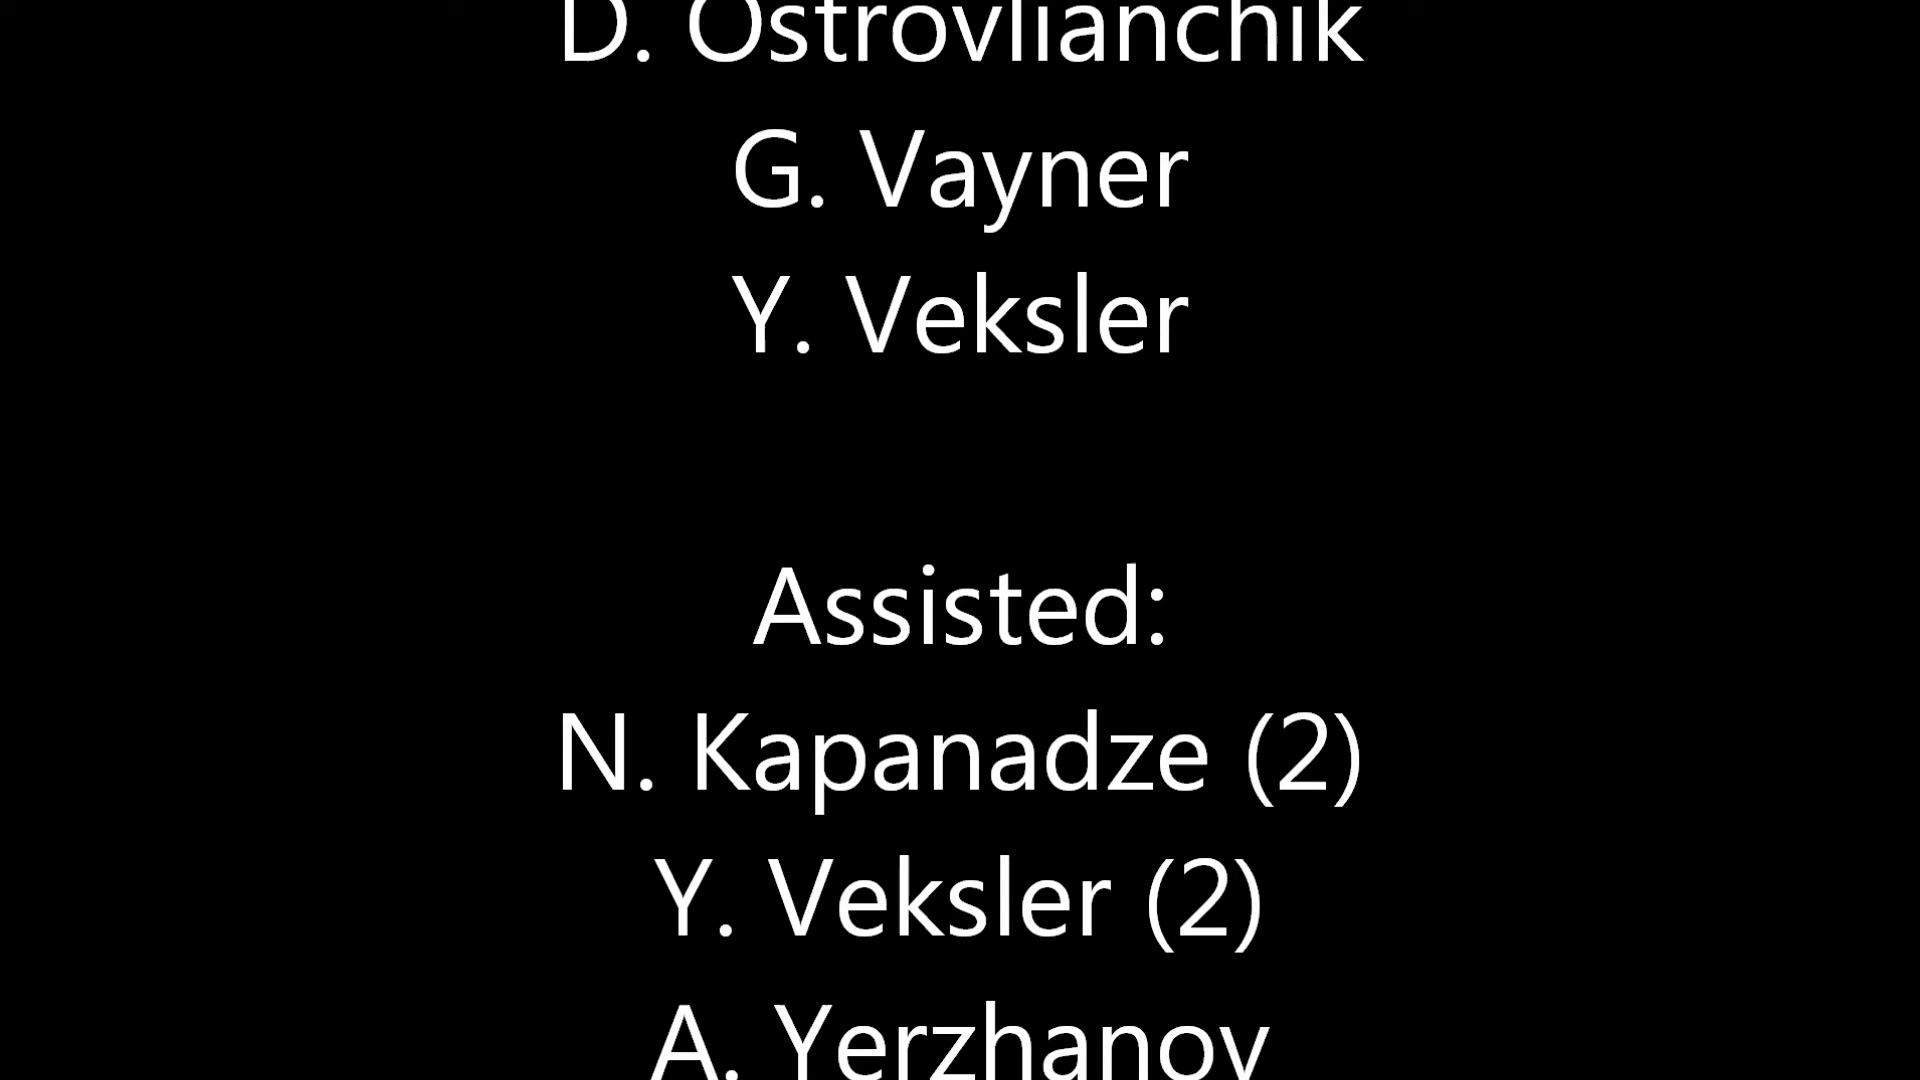 D. Ostrovlianchik
G. Vayner
Y. Veksler
Assisted:
N. Kapanadze (2)
Y. Veksler (2)
A. Yerzhanov